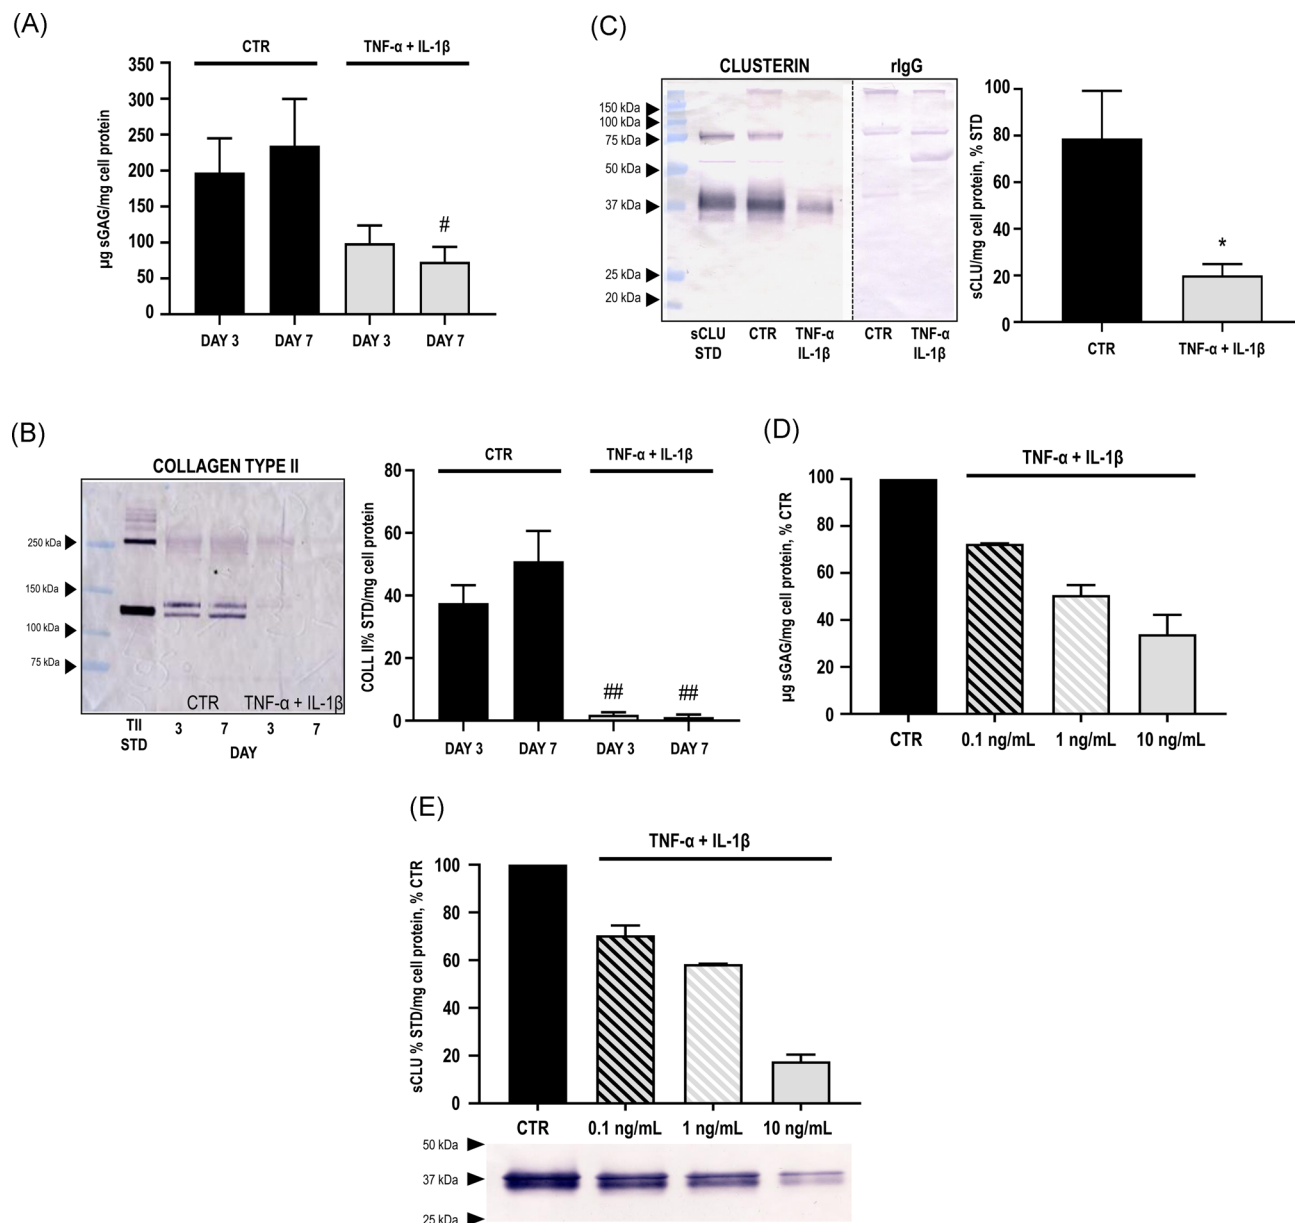 (A)
CTR
TNF-α + IL-1β
µg sGAG/mg cell protein
350
300
250
200
150
100
50
0
#
DAY 3
DAY 7
DAY 3
DAY 7
(C)
CLUSTERIN
rIgG
150 kDa
100 kDa
75 kDa
50 kDa
37 kDa
25 kDa
20 kDa
sCLU
STD
CTR
TNF-α
IL-1β
CTR
TNF-α
IL-1β
sCLU/mg cell protein, % STD
100
80
60
40
20
0
*
CTR
TNF-α + IL-1β
(B)
COLLAGEN TYPE II
250 kDa
150 kDa
100 kDa
75 kDa
CTR
TNF-α + IL-1β
TII
STD
3
7
3
7
DAY
COLL II% STD/mg cell protein
80
60
40
20
0
CTR
TNF-α + IL-1β
##
##
DAY 3
DAY 7
DAY 3
DAY 7
(D)
TNF-α + IL-1β
µg sGAG/mg cell protein, % CTR
100
80
60
40
20
0
CTR
0.1 ng/mL
1 ng/mL
10 ng/mL
(E)
TNF-α + IL-1β
sCLU % STD/mg cell protein, % CTR
100
80
60
40
20
0
CTR
0.1 ng/mL
1 ng/mL
10 ng/mL
50 kDa
37 kDa
25 kDa